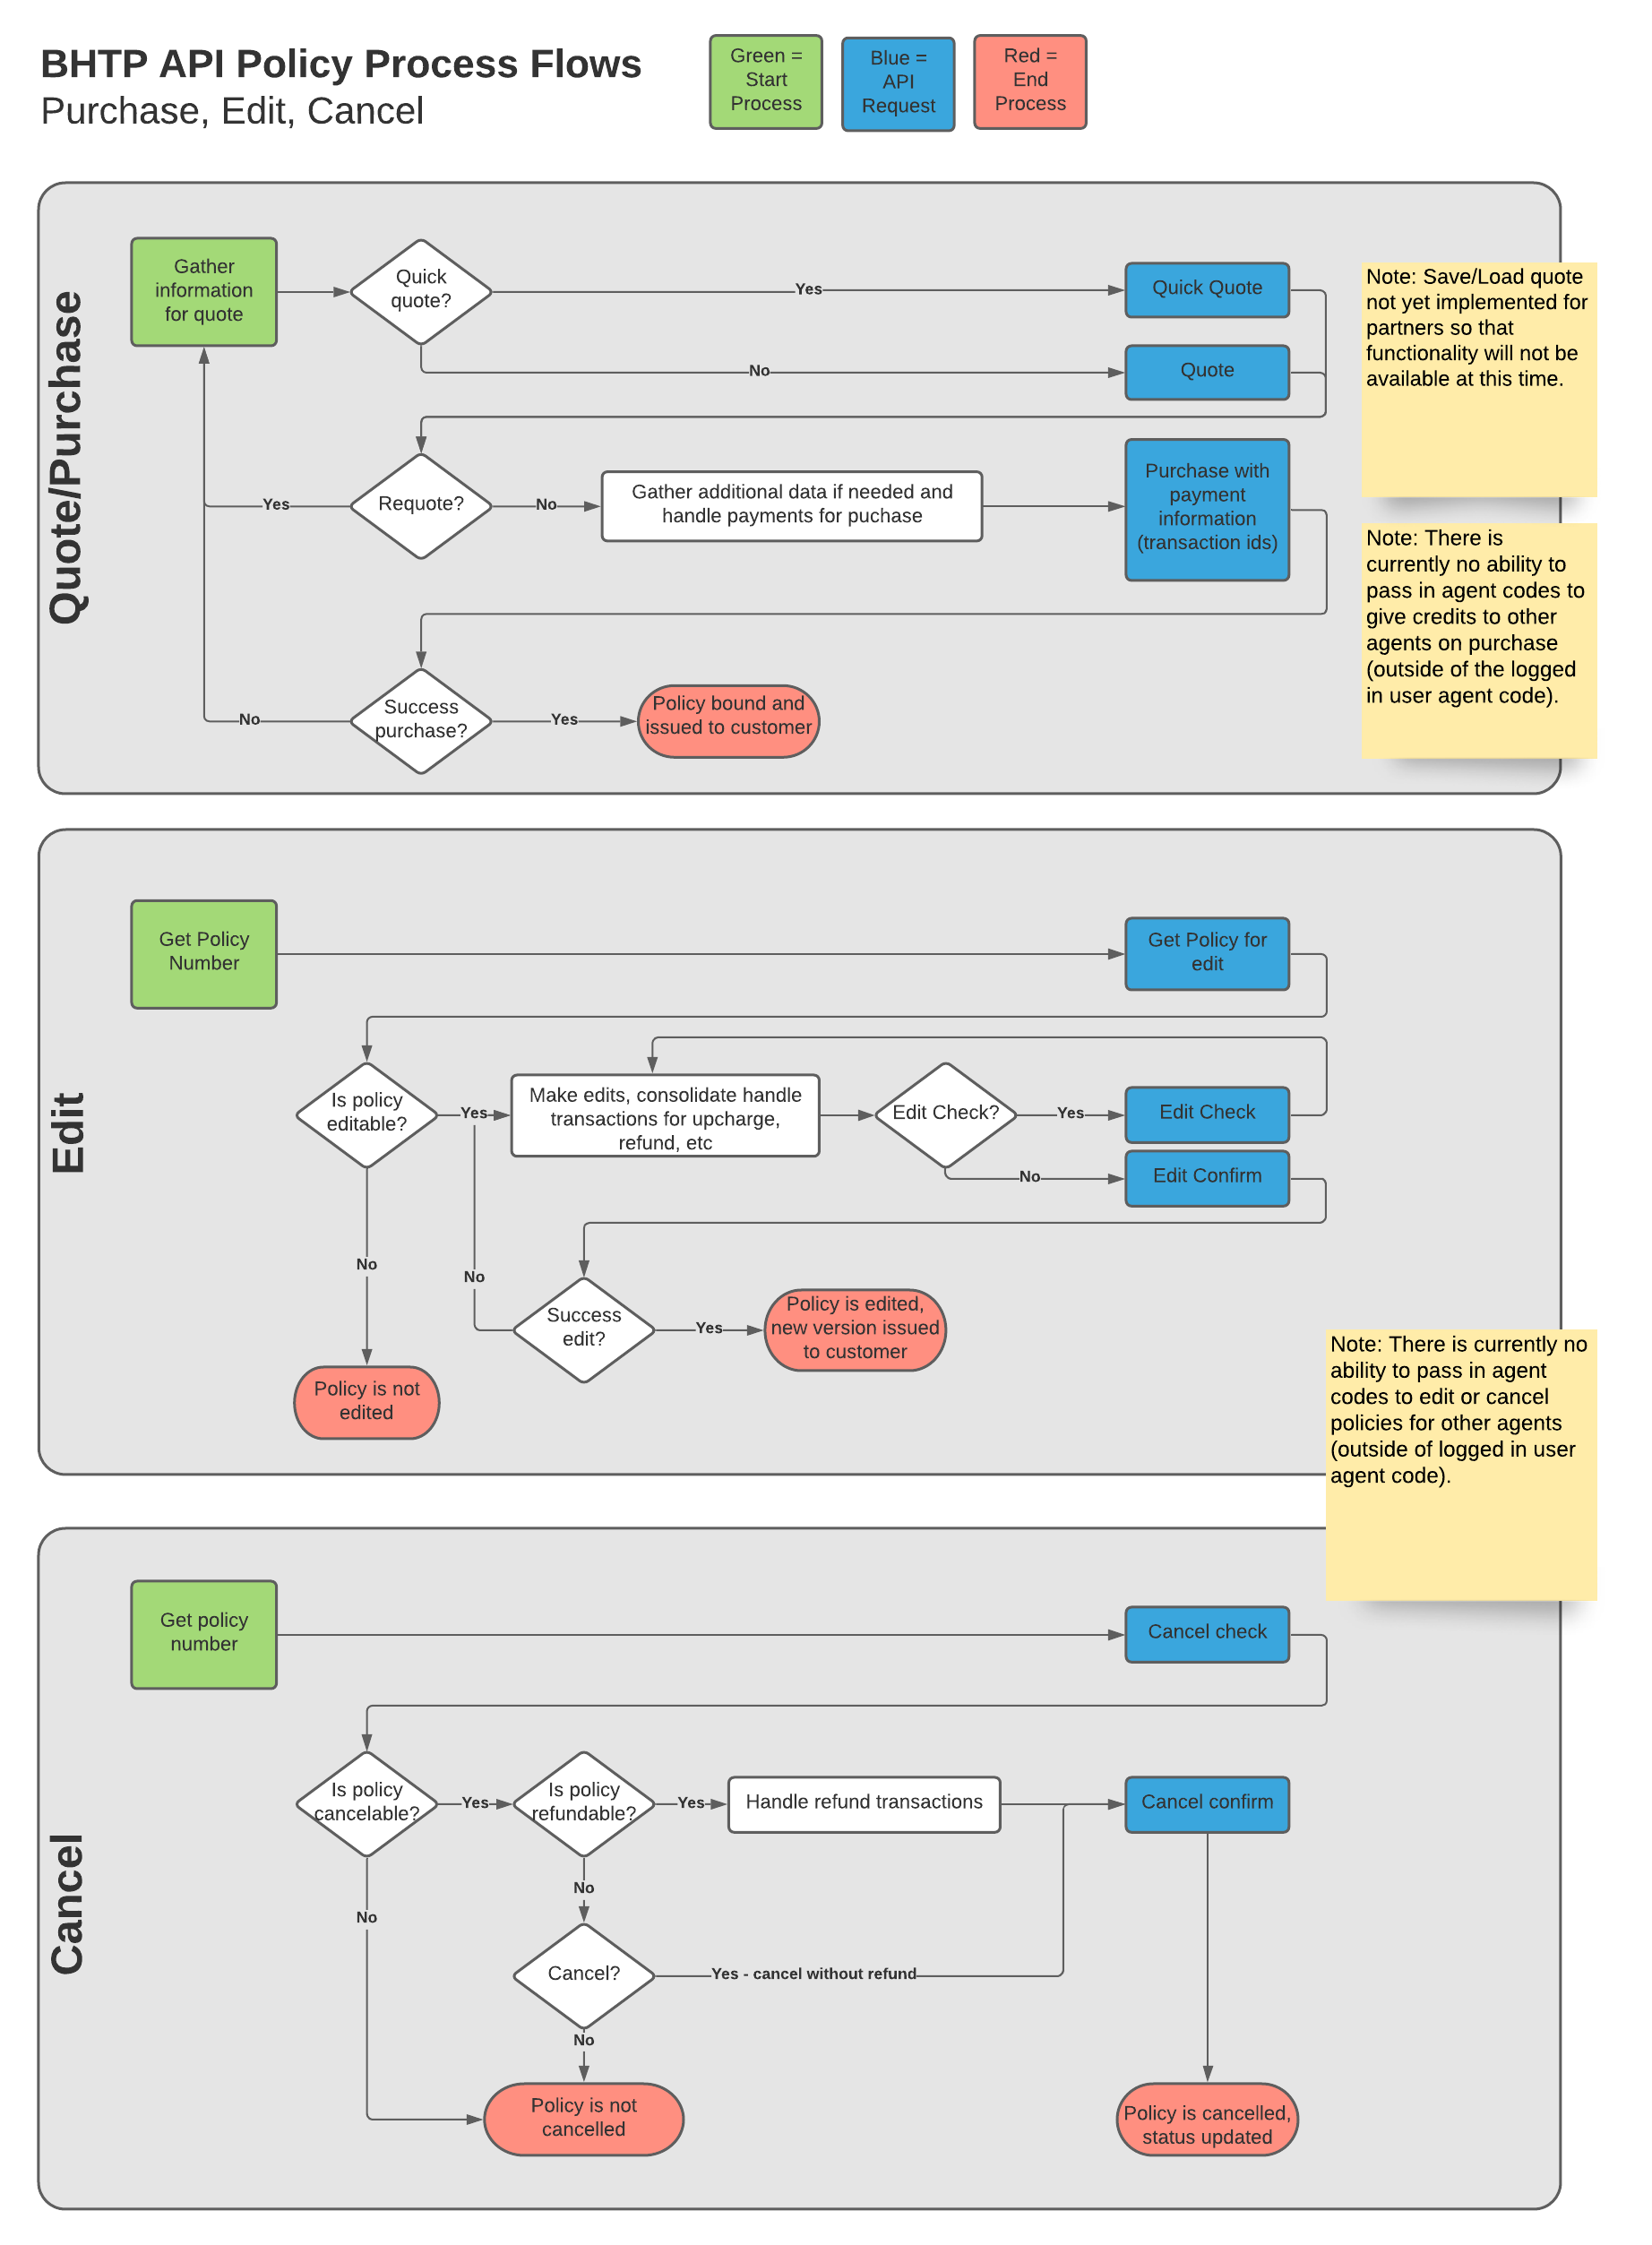 BHTP API Policy Process Flows
Purchase, Edit, Cancel
Green =
Start
Process
Blue =
API
Request
Red =
End
Process
Quote/Purchase
Gather
information
for quote
Quick
quote?
Yes
Quick Quote
No
Quote
Note: Save/Load quote
not yet implemented for
partners so that
functionality will not be
available at this time.
Requote?
Yes
No
Gather additional data if needed and
handle payments for puchase
Purchase with
payment
information
(transaction ids)
Note: There is
currently no ability to
pass in agent codes to
give credits to other
agents on purchase
(outside of the logged
in user agent code).
Success
purchase?
No
Yes
Policy bound and
issued to customer
Edit
Get Policy
Number
Get Policy for
edit
Is policy
editable?
Yes
Make edits, consolidate handle
transactions for upcharge,
refund, etc
Edit Check?
Yes
Edit Check
No
Edit Confirm
No
No
Success
edit?
Yes
Policy is edited,
new version issued
to customer
Policy is not
edited
Note: There is currently no
ability to pass in agent
codes to edit or cancel
policies for other agents
(outside of logged in user
agent code).
Cancel
Get policy
number
Cancel check
Is policy
cancelable?
Yes
Is policy
refundable?
Yes
Handle refund transactions
Cancel confirm
No
No
Cancel?
Yes - cancel without refund
No
Policy is not
cancelled
Policy is cancelled,
status updated